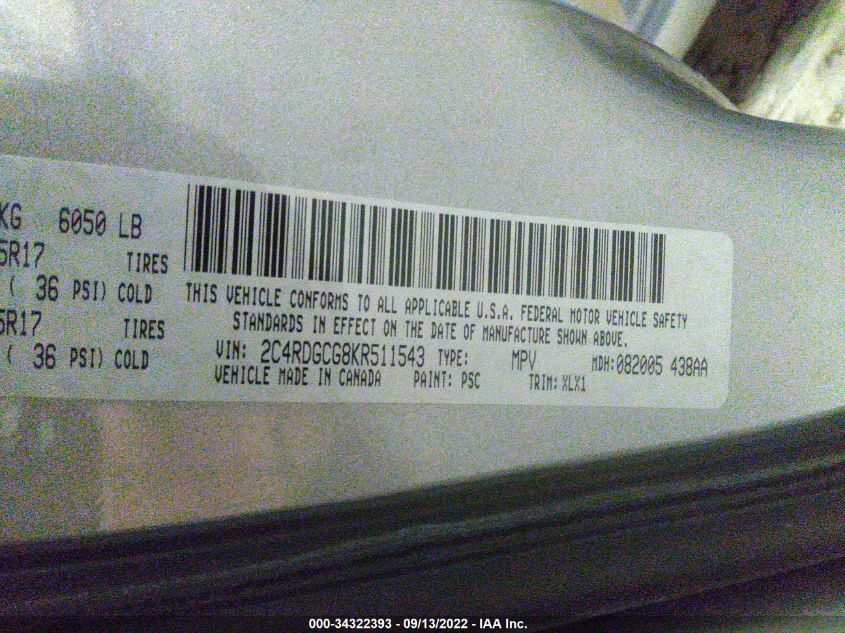 KG 6050 LB
5R17 TIRES
( 36 PSI) COLD
5R17 TIRES
( 36 PSI) COLD
THIS VEHICLE CONFORMS TO ALL APPLICABLE U.S.A. FEDERAL MOTOR VEHICLE SAFETY
STANDARDS IN EFFECT ON THE DATE OF MANUFACTURE SHOWN ABOVE.
VIN: 2C4RDGCG8KR511543 TYPE: MPV MDH:082005 438AA
VEHICLE MADE IN CANADA PAINT: PSC TRIM: XLX1
000-34322393 - 09/13/2022 - IAA Inc.